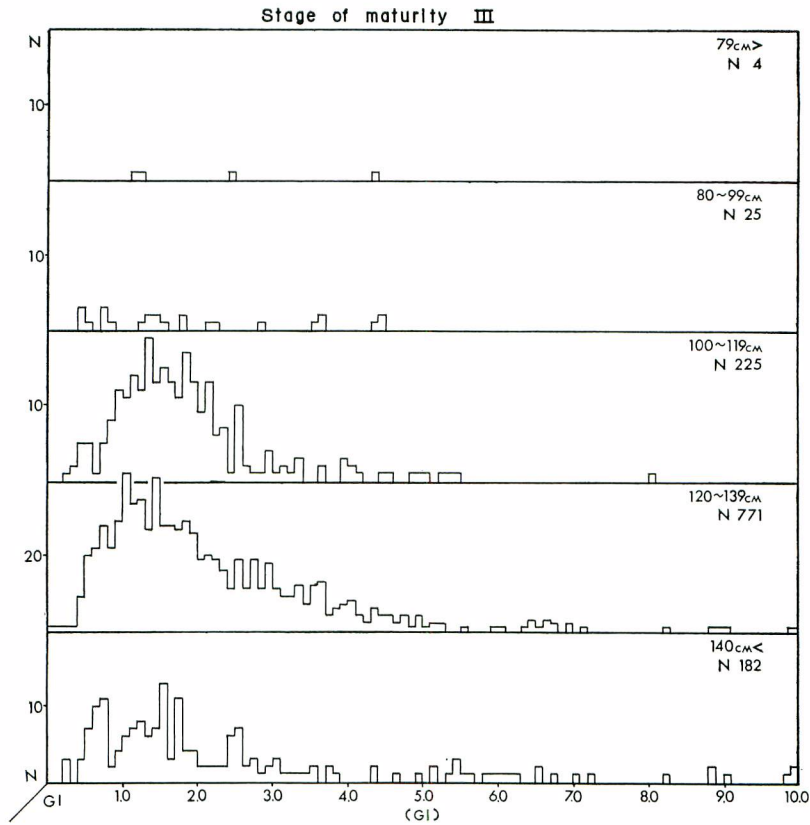 Stage of maturity III
N
79cm>
N 4
10
80~99cm
N 25
10
100~119cm
N 225
10
120~139cm
N 771
20
140cm<
N 182
10
N
GI
1.0 2.0 3.0 4.0 5.0 6.0 7.0 8.0 9.0 10.0
(GI)